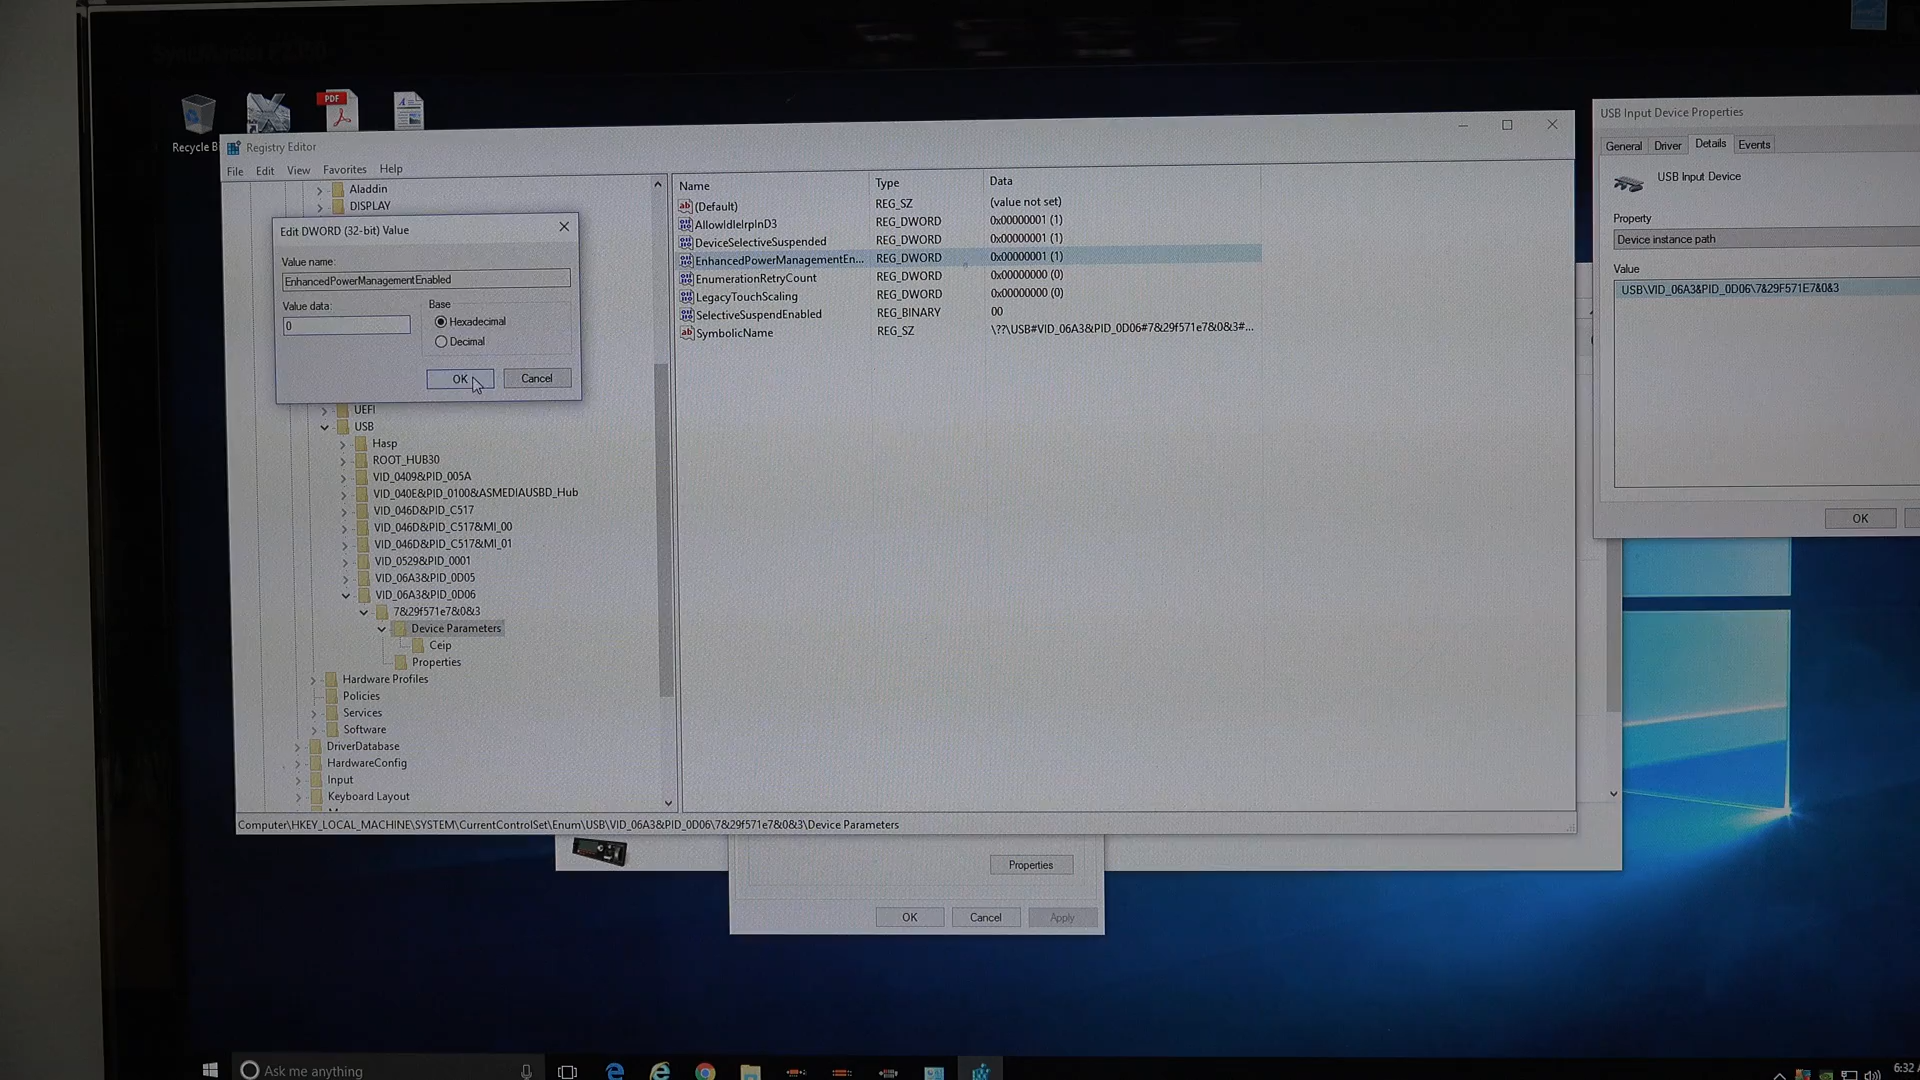 PDF
Recycle B
Registry Editor
File Edit View Favorites Help
Aladdin
DISPLAY
Edit DWORD (32-bit) Value
Value name:
EnhancedPowerManagementEnabled
Value data:
0
Base
Hexadecimal
Decimal
OK
Cancel
UEFI
USB
Hasp
ROOT_HUB30
VID_0409&PID_005A
VID_040E&PID_0100&ASMEDIAUSBD_Hub
VID_046D&PID_C517
VID_046D&PID_C517&MI_00
VID_046D&PID_C517&MI_01
VID_0529&PID_0001
VID_06A3&PID_0D05
VID_06A3&PID_0D06
7&29f571e7&0&3
Device Parameters
Ceip
Properties
Hardware Profiles
Policies
Services
Software
DriverDatabase
HardwareConfig
Input
Keyboard Layout
Name Type Data
(Default) REG_SZ (value not set)
AllowIdleIrpInD3 REG_DWORD 0x00000001 (1)
DeviceSelectiveSuspended REG_DWORD 0x00000001 (1)
EnhancedPowerManagementEn... REG_DWORD 0x00000001 (1)
EnumerationRetryCount REG_DWORD 0x00000000 (0)
LegacyTouchScaling REG_DWORD 0x00000000 (0)
SelectiveSuspendEnabled REG_BINARY 00
SymbolicName REG_SZ \??\USB#VID_06A3&PID_0D06#7&29f571e7&0&3#...
Computer\HKEY_LOCAL_MACHINE\SYSTEM\CurrentControlSet\Enum\USB\VID_06A3&PID_0D06\7&29f571e7&0&3\Device Parameters
USB Input Device Properties
General Driver Details Events
USB Input Device
Property
Device instance path
Value
USB\VID_06A3&PID_0D06\7&29F571E7&0&3
OK
Properties
OK Cancel Apply
Ask me anything
6:32